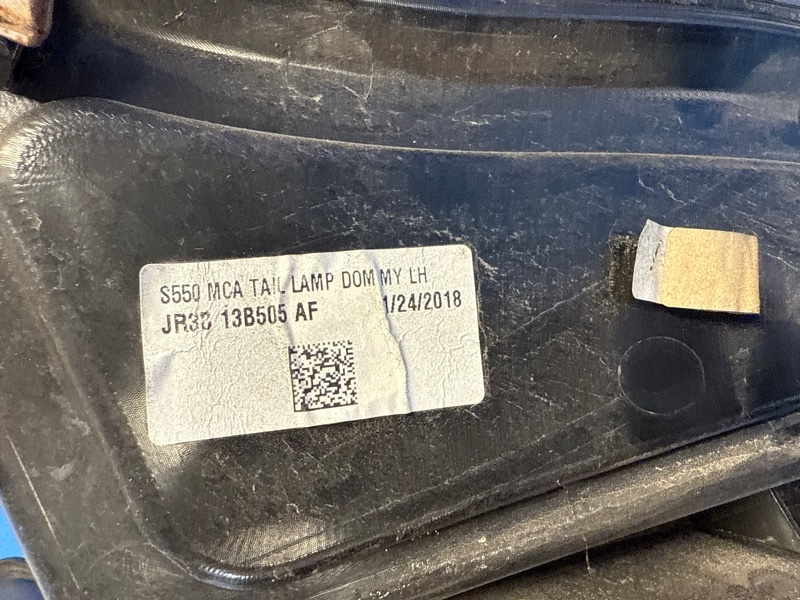 S550 MCA TAIL LAMP DOM MY LH
JR3B 13B505 AF 1/24/2018